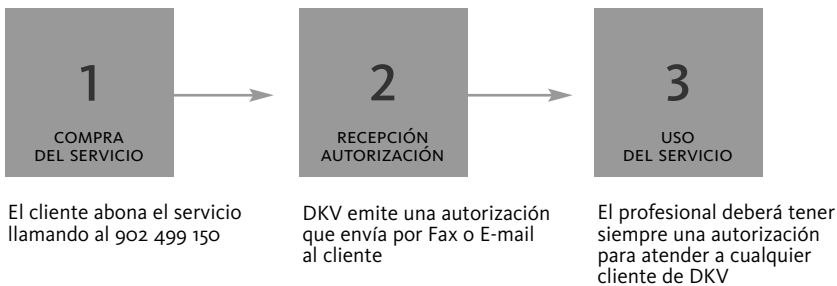 1
COMPRA
DEL SERVICIO
El cliente abona el servicio
llamando al 902 499 150
2
RECEPCIÓN
AUTORIZACIÓN
DKV emite una autorización
que envía por Fax o E-mail
al cliente
3
USO
DEL SERVICIO
El profesional deberá tener
siempre una autorización
para atender a cualquier
cliente de DKV